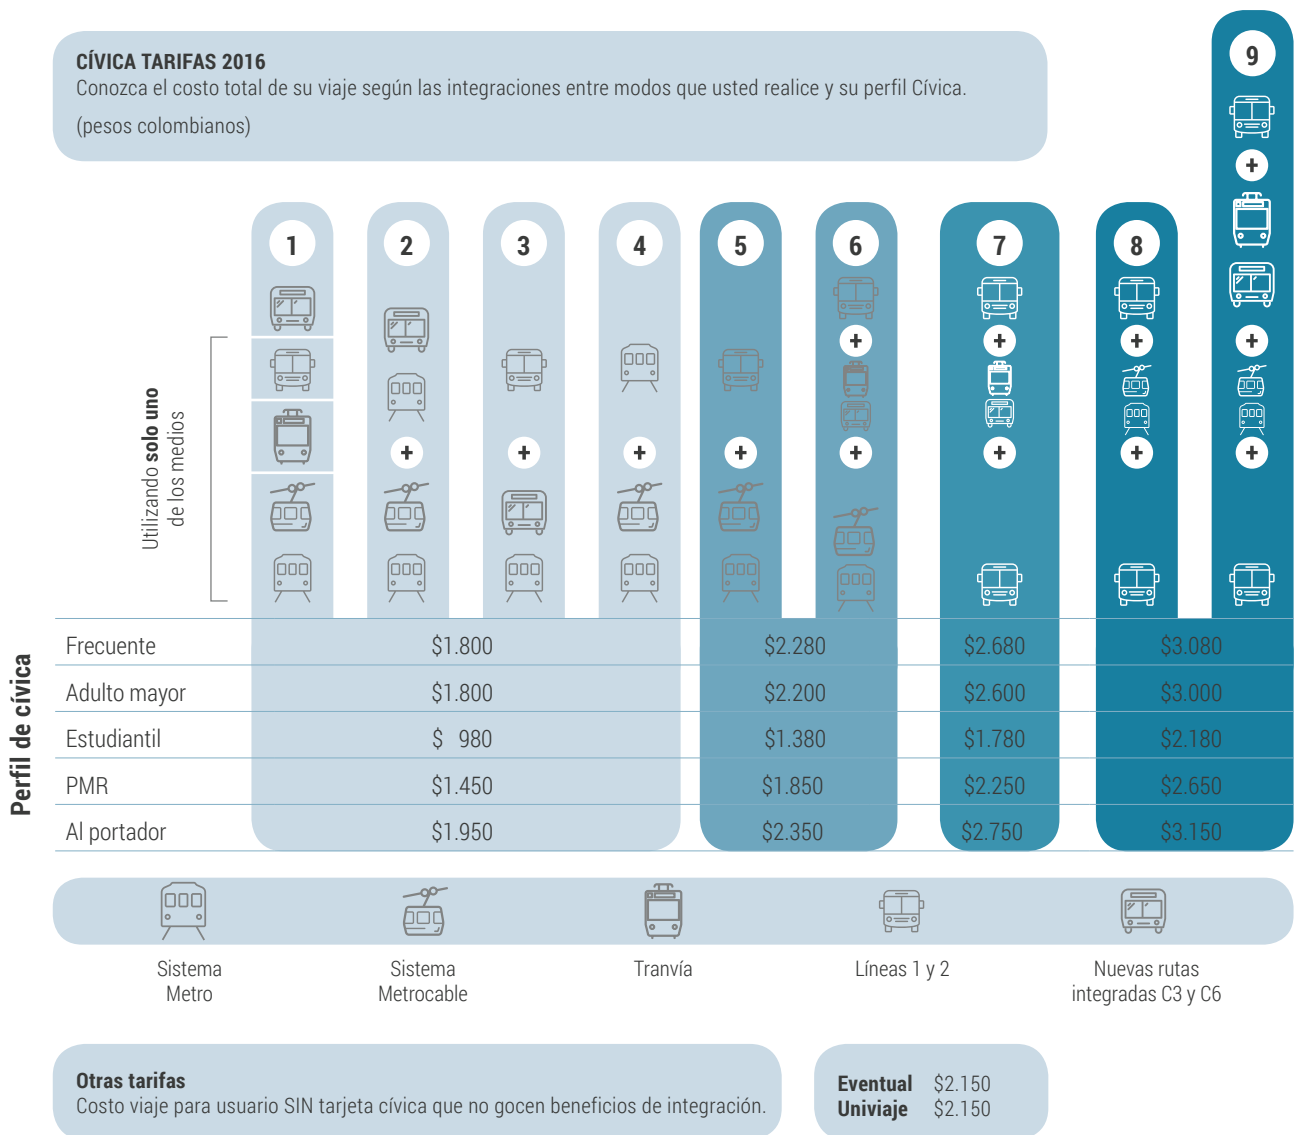 CÍVICA TARIFAS 2016
Conozca el costo total de su viaje según las integraciones entre modos que usted realice y su perfil Cívica.
(pesos colombianos)
9
+
1
2
3
4
5
6
7
8
+
+
+
+
+
Utilizando solo uno
de los medios
+
+
+
+
+
+
+
+
Perfil de cívica
Frecuente $1.800 $2.280 $2.680 $3.080
Adulto mayor $1.800 $2.200 $2.600 $3.000
Estudiantil $ 980 $1.380 $1.780 $2.180
PMR $1.450 $1.850 $2.250 $2.650
Al portador $1.950 $2.350 $2.750 $3.150
Sistema
Metro
Sistema
Metrocable
Tranvía
Líneas 1 y 2
Nuevas rutas
integradas C3 y C6
Otras tarifas
Costo viaje para usuario SIN tarjeta cívica que no gocen beneficios de integración.
Eventual $2.150
Univiaje $2.150